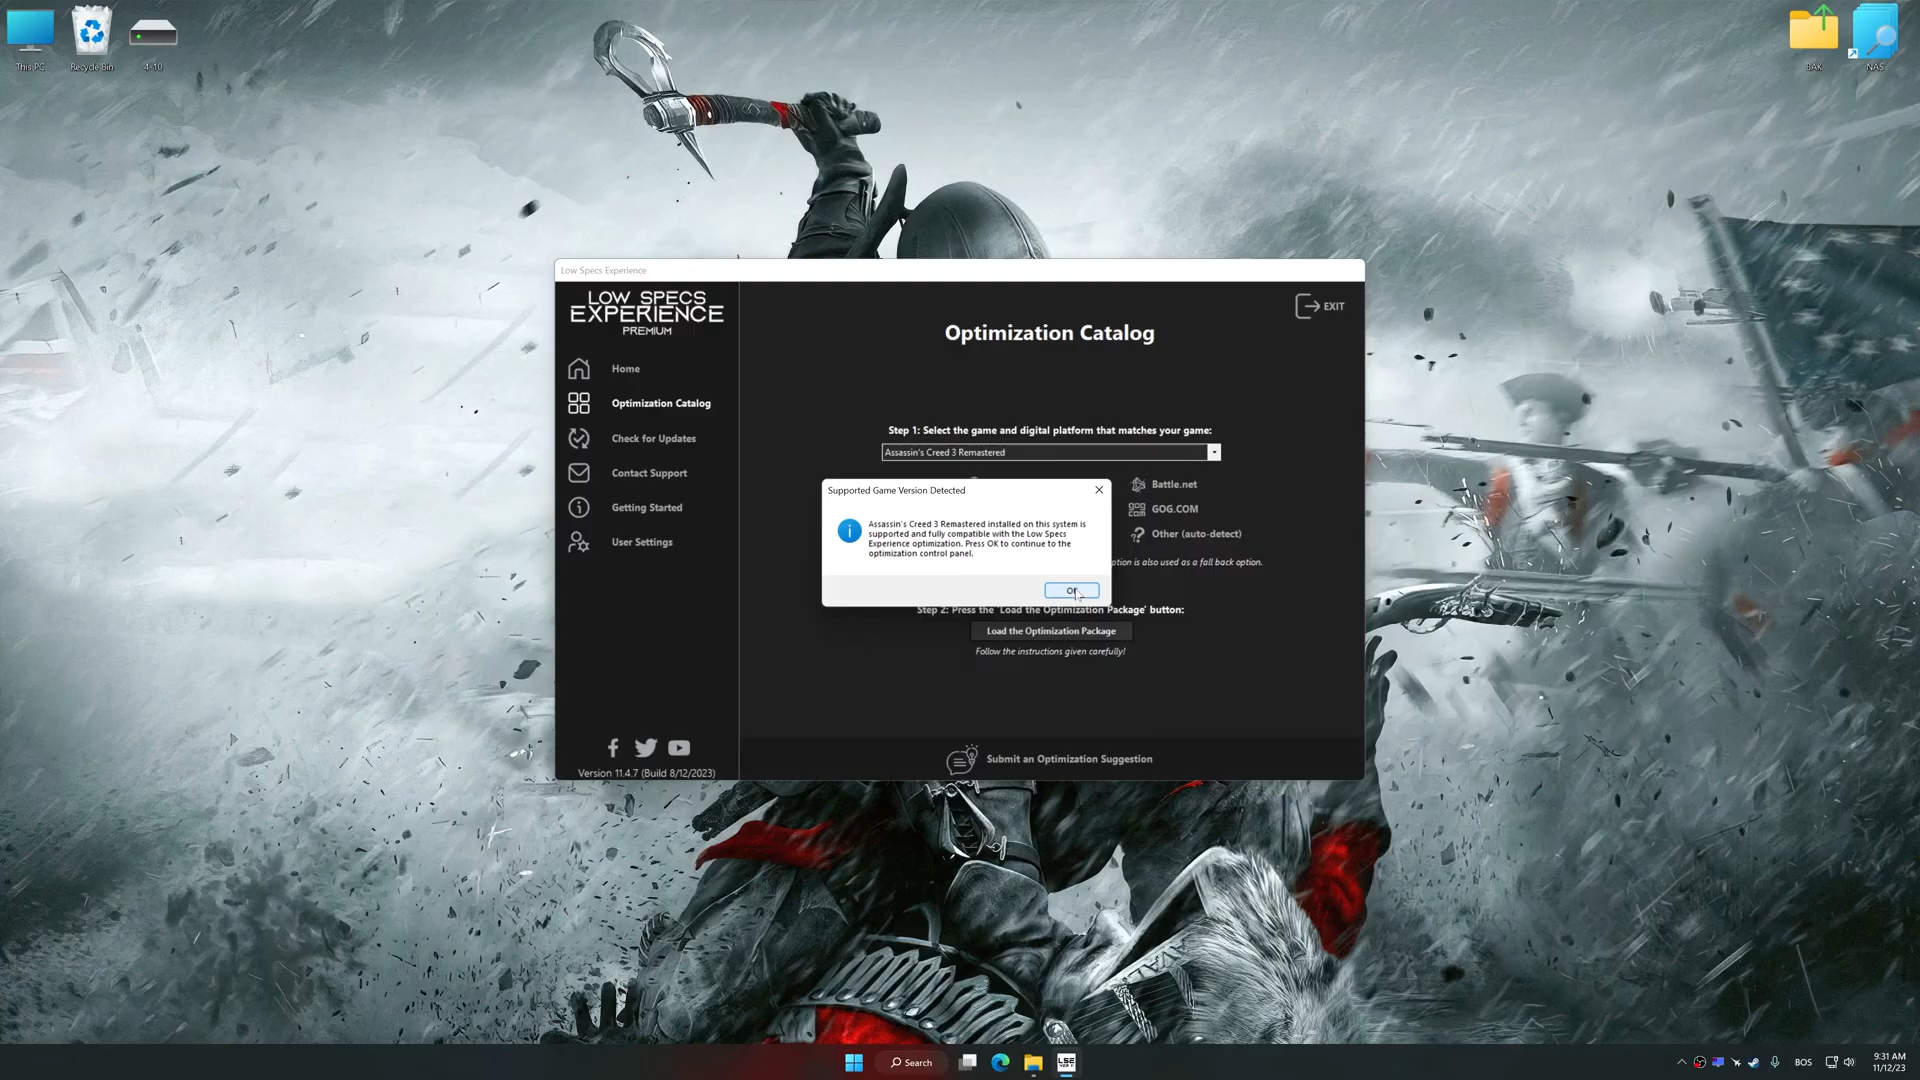 This PC
Recycle Bin
4-10
BAK
NAS
Low Specs Experience
LOW SPECS
EXPERIENCE
PREMIUM
EXIT
Optimization Catalog
Home
Optimization Catalog
Check for Updates
Contact Support
Getting Started
User Settings
Step 1: Select the game and digital platform that matches your game:
Assassin's Creed 3 Remastered
Battle.net
GOG.COM
Other (auto-detect)
Supported Game Version Detected
Assassin's Creed 3 Remastered installed on this system is
supported and fully compatible with the Low Specs
Experience optimization. Press OK to continue to the
optimization control panel.
OK
option is also used as a fall back option.
Step 2: Press the 'Load the Optimization Package' button:
Load the Optimization Package
Follow the instructions given carefully!
Submit an Optimization Suggestion
Version 11.4.7 (Build 8/12/2023)
Search
LSE
BOS
9:31 AM
11/12/23